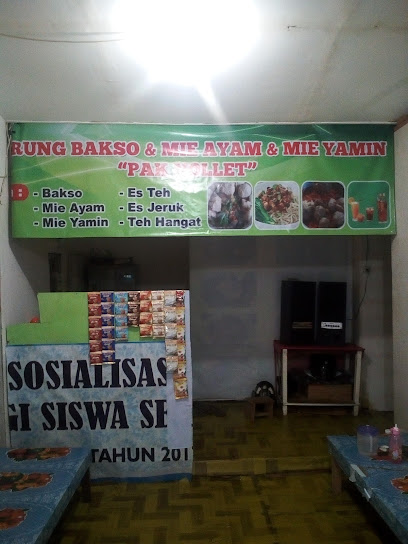 RUNG BAKSO & MIE AYAM & MIE YAMIN
- Bakso - Es Teh
- Mie Ayam - Es Jeruk
- Mie Yamin - Teh Hangat
SOSIALISAS
GI SISWA SE
TAHUN 201